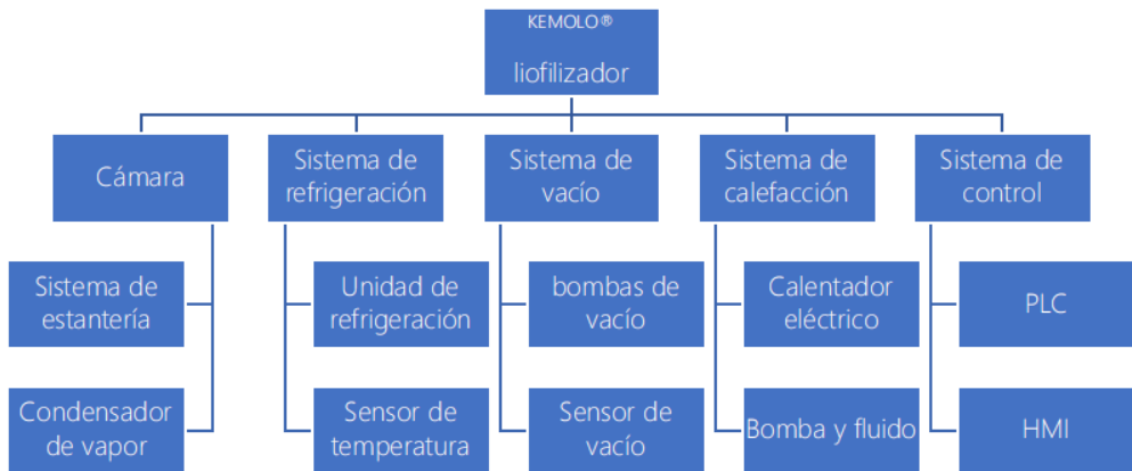 KEMOLO®
liofilizador
Cámara
Sistema de
refrigeración
Sistema de
vacío
Sistema de
calefacción
Sistema de
control
Sistema de
estantería
Unidad de
refrigeración
bombas de
vacío
Calentador
eléctrico
PLC
Condensador
de vapor
Sensor de
temperatura
Sensor de
vacío
Bomba y fluido
HMI